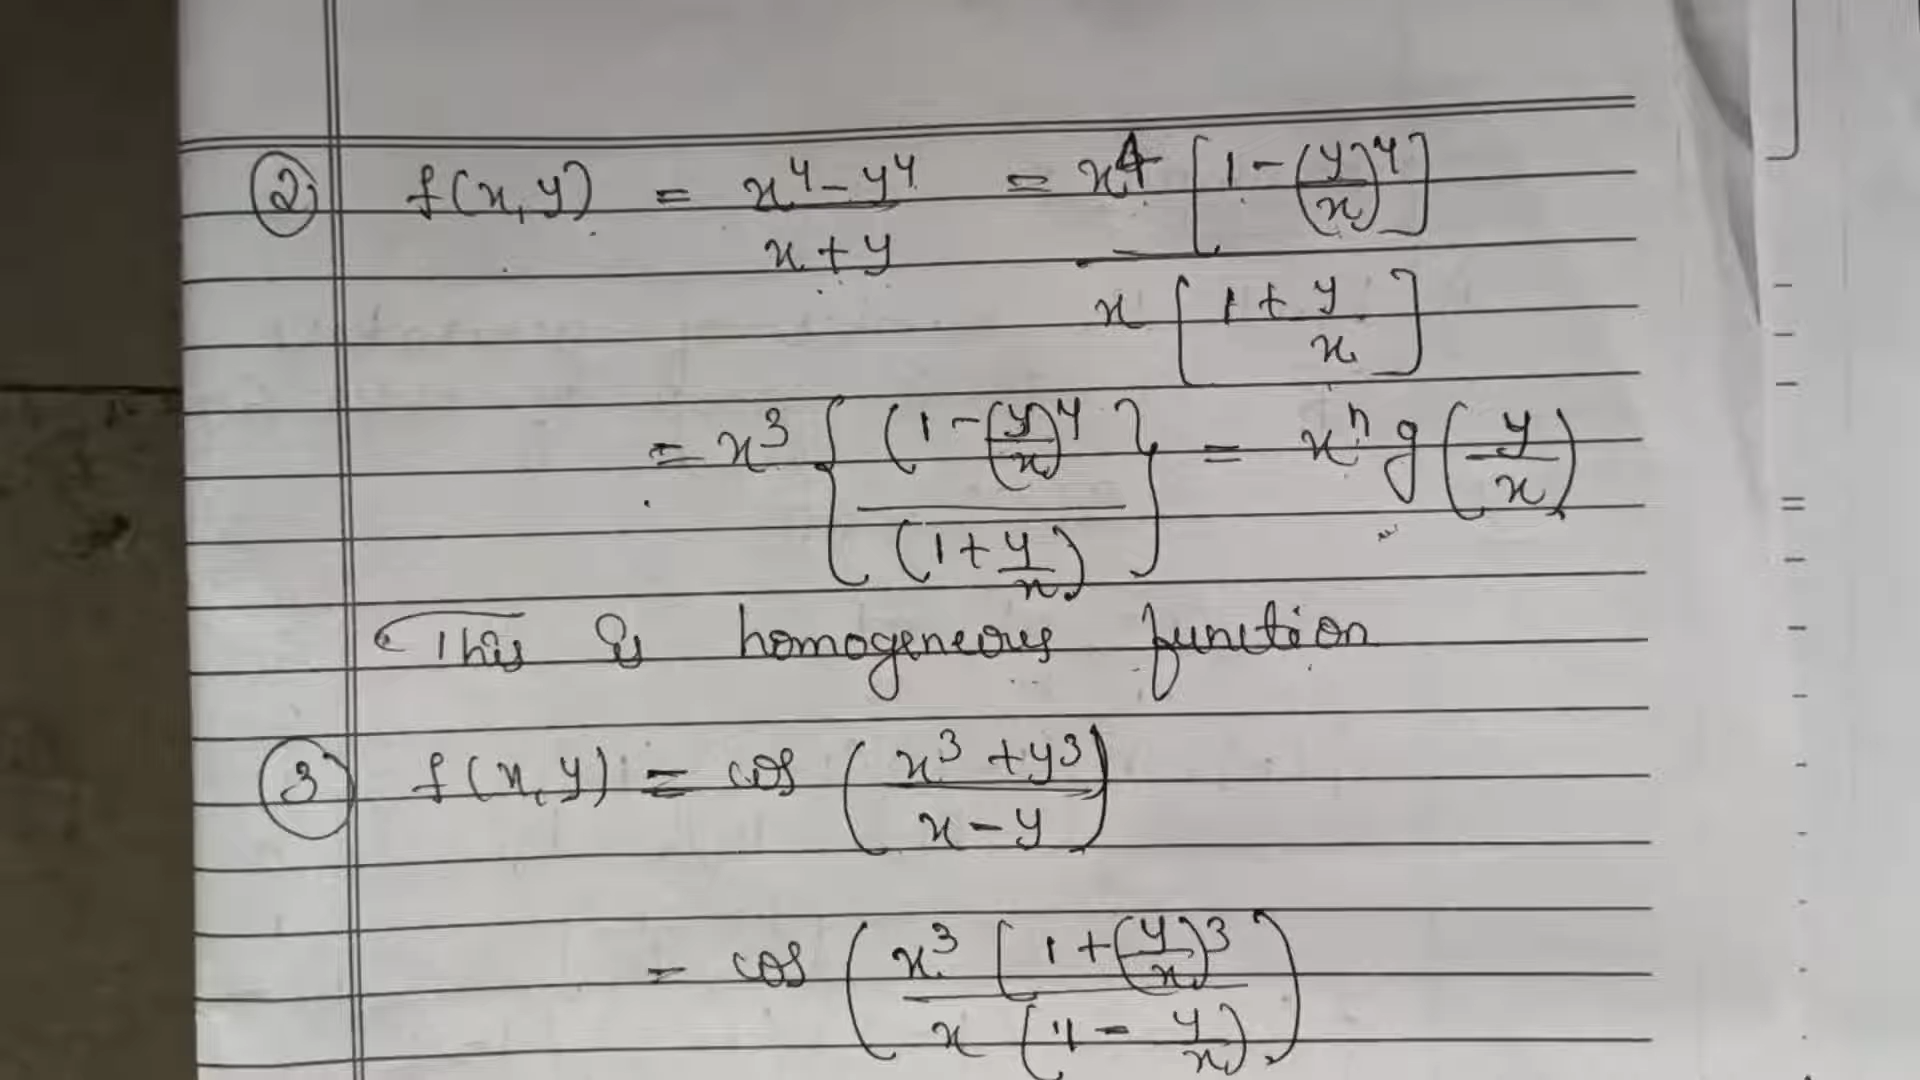 ② f(x,y) = x⁴-y⁴ / x+y = x⁴ [1-(y/x)⁴] / x [1+y/x]
= x³ { (1-(y/x)⁴ } / (1+y/x) } = xⁿ g(y/x)
This is homogeneous function
③ f(x,y) = cos (x³+y³ / x-y)
= cos (x³ [1+(y/x)³ / x [1-y/x))